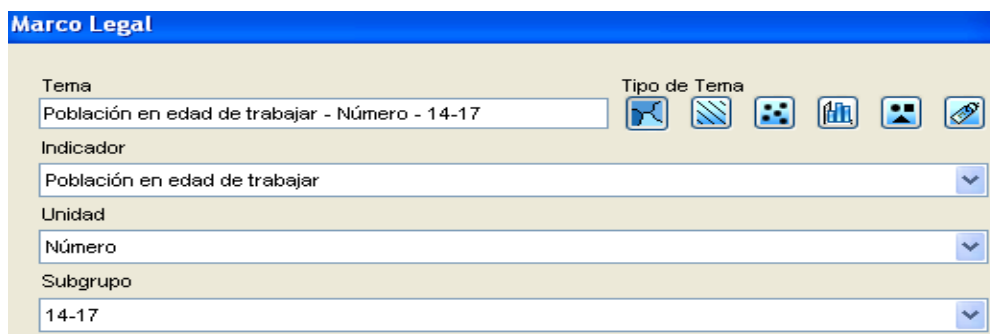 Marco Legal
Tema
Tipo de Tema
Población en edad de trabajar - Número - 14-17
Indicador
Población en edad de trabajar
Unidad
Número
Subgrupo
14-17